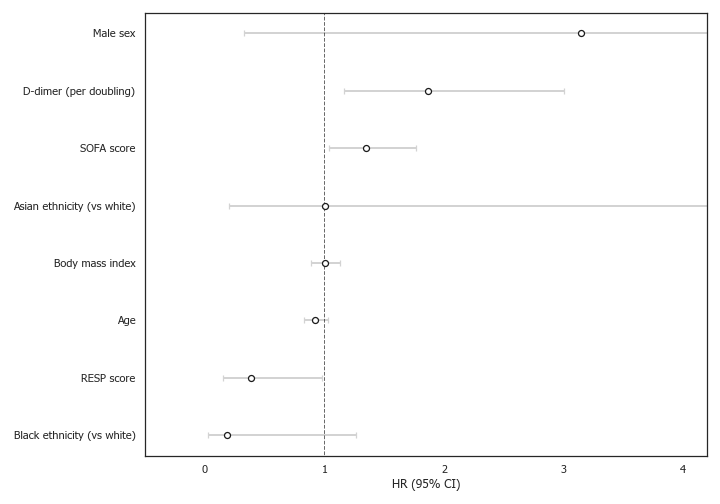 Male sex
D-dimer (per doubling)
SOFA score
Asian ethnicity (vs white)
Body mass index
Age
RESP score
Black ethnicity (vs white)
0 1 2 3 4
HR (95% CI)